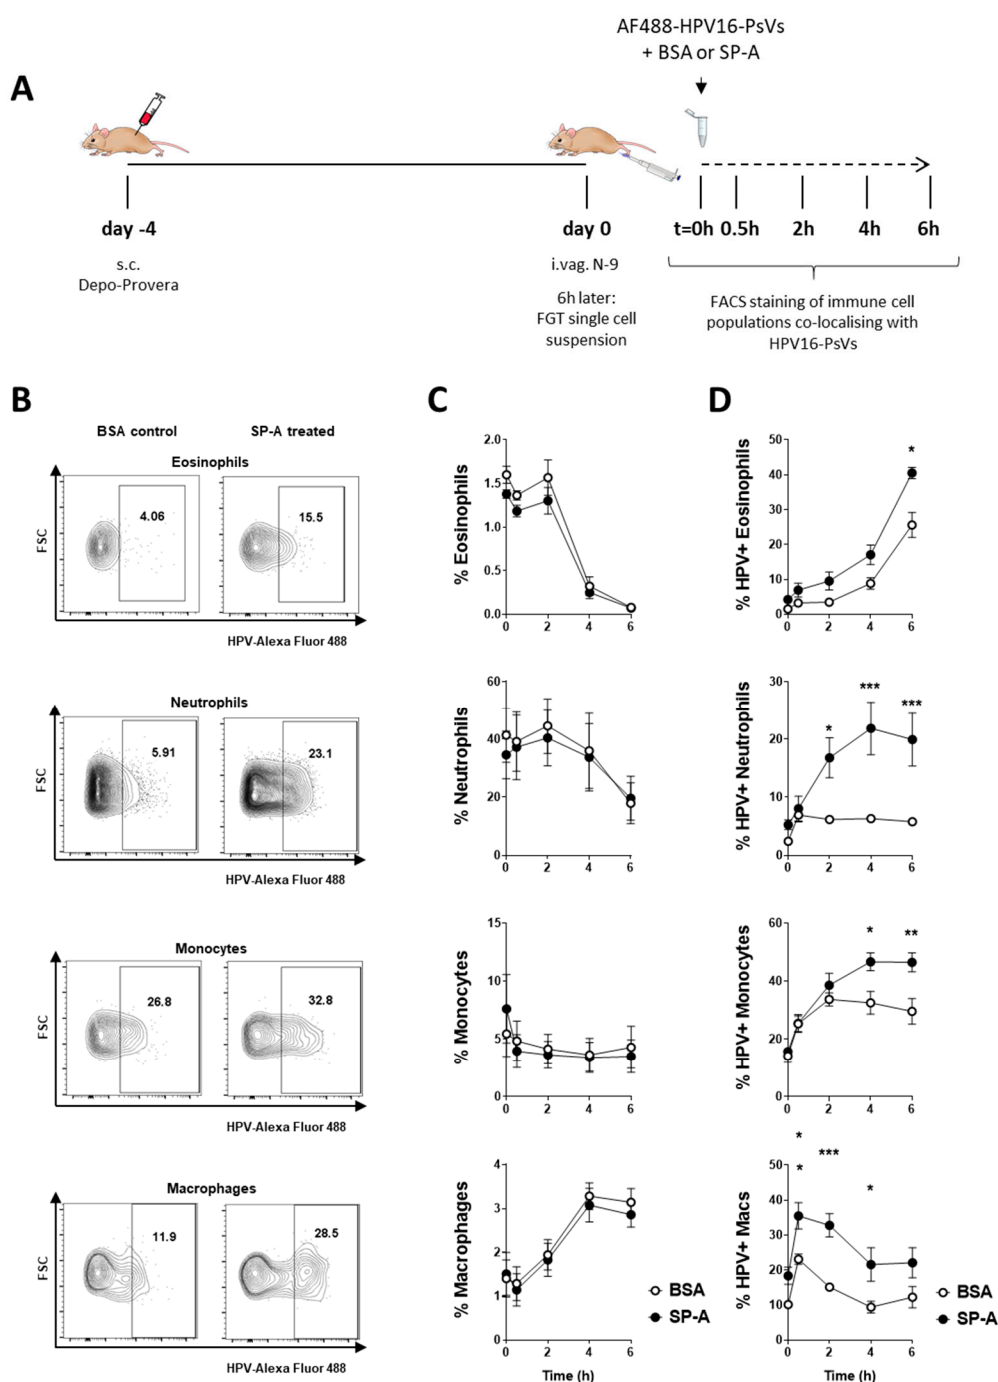 A
AF488-HPV16-PsVs
+ BSA or SP-A
day -4
day 0
t=0h 0.5h 2h 4h 6h
s.c.
Depo-Provera
i.vag. N-9
6h later:
FGT single cell
suspension
FACS staining of immune cell
populations co-localising with
HPV16-PsVs
B
BSA control SP-A treated
Eosinophils
FSC
4.06
15.5
HPV-Alexa Fluor 488
Neutrophils
FSC
5.91
23.1
HPV-Alexa Fluor 488
Monocytes
FSC
26.8
32.8
HPV-Alexa Fluor 488
Macrophages
FSC
11.9
28.5
HPV-Alexa Fluor 488
C
% Eosinophils
2.0
1.5
1.0
0.5
0.0
0 2 4 6
% Neutrophils
60
40
20
0
0 2 4 6
% Monocytes
15
10
5
0
0 2 4 6
% Macrophages
4
3
2
1
0
0 2 4 6
Time (h)
BSA
SP-A
D
% HPV+ Eosinophils
50
40
30
20
10
0
*
0 2 4 6
% HPV+ Neutrophils
30
20
10
0
* *** ***
0 2 4 6
% HPV+ Monocytes
60
40
20
0
* **
0 2 4 6
% HPV+ Macs
50
40
30
20
10
0
*
*
***
*
0 2 4 6
Time (h)
BSA
SP-A